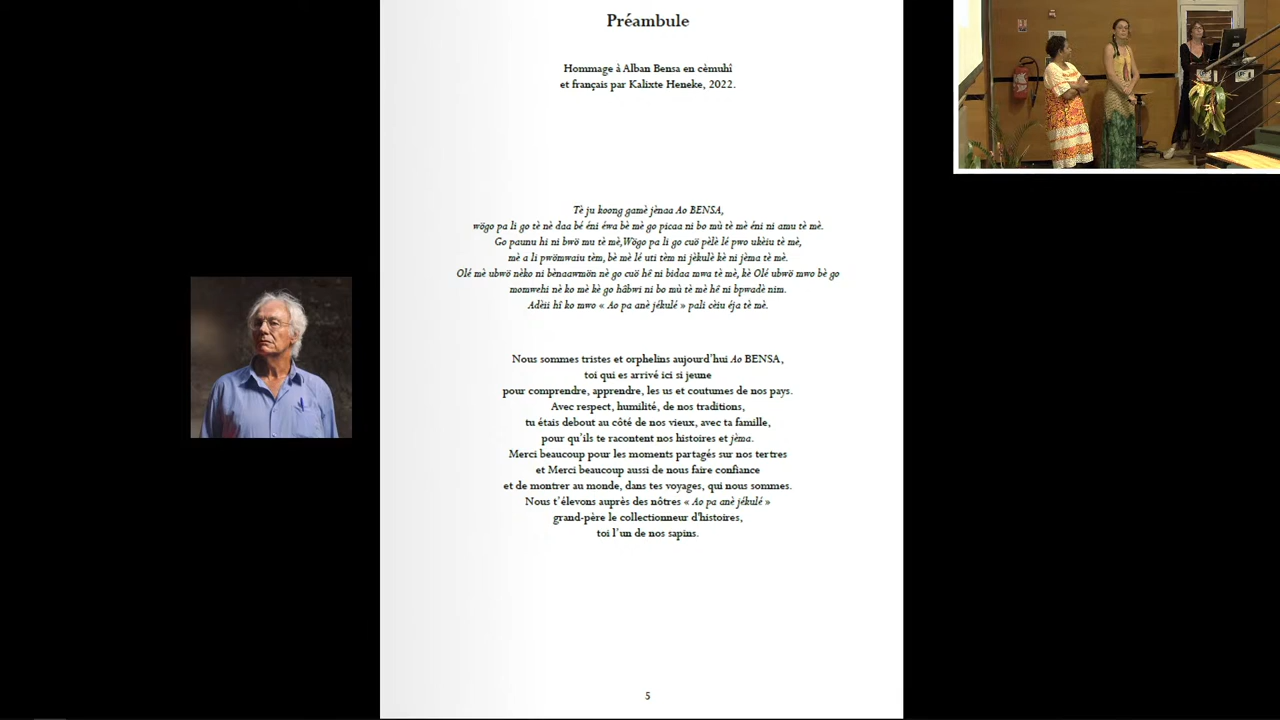 Préambule
Hommage à Alban Bensa en cèmuhî
et français par Kalixte Heneke, 2022.
Tè ju koong gamè jènaa Ao BENSA,
wögo pa li go tè nè daa bé éni éwa bè mè go picaa ni bo mù tè mè éni ni amu tè mè.
Go paunu hi ni bwö mu tè mè,Wögo pa li go cuö pèlè lé pwo ukèiu tè mè,
mè a li pwömwaiu tèm, bè mè lé uti tèm ni jèkulè kè ni jèma tè mè.
Olé mè ubwö nèko ni bènaawmön nè go cuö hê ni bidaa mwa tè mè, kè Olé ubwö mwo bè go
momwehi nè ko mè kè go hâbwi ni bo mù tè mè hê ni bpwadè nim.
Adèii hî ko mwo « Ao pa anè jékulé » pali cèiu éja tè mè.
Nous sommes tristes et orphelins aujourd'hui Ao BENSA,
toi qui es arrivé ici si jeune
pour comprendre, apprendre, les us et coutumes de nos pays.
Avec respect, humilité, de nos traditions,
tu étais debout au côté de nos vieux, avec ta famille,
pour qu'ils te racontent nos histoires et jèma.
Merci beaucoup pour les moments partagés sur nos tertres
et Merci beaucoup aussi de nous faire confiance
et de montrer au monde, dans tes voyages, qui nous sommes.
Nous t'élevons auprès des nôtres « Ao pa anè jékulé »
grand-père le collectionneur d'histoires,
toi l'un de nos sapins.
5